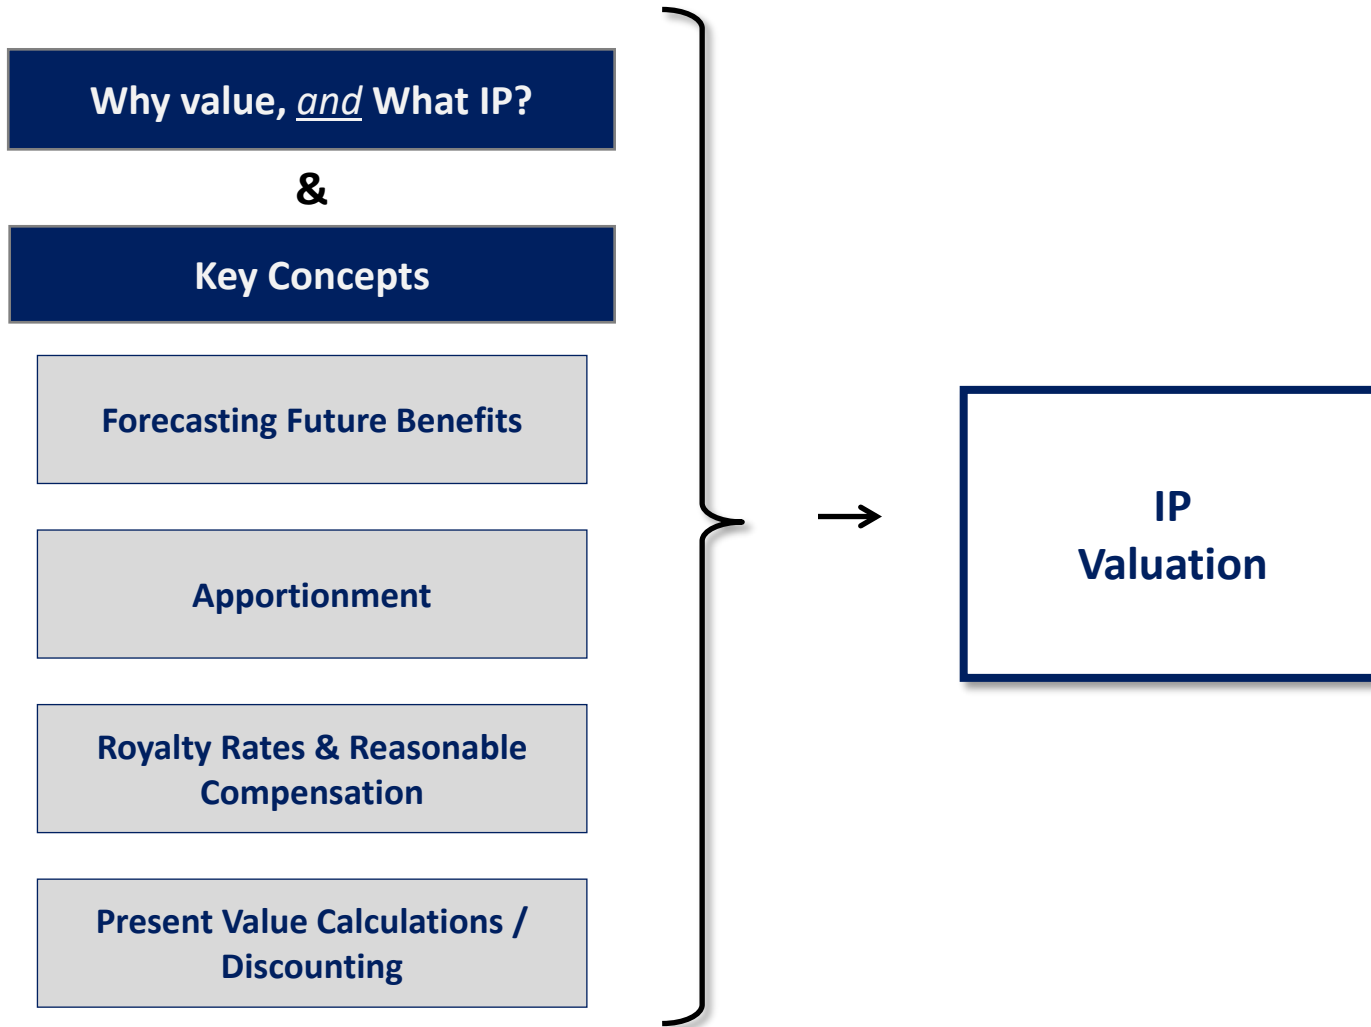 Why value, and What IP?
&
Key Concepts
Forecasting Future Benefits
Apportionment
Royalty Rates & Reasonable
Compensation
Present Value Calculations /
Discounting
IP
Valuation